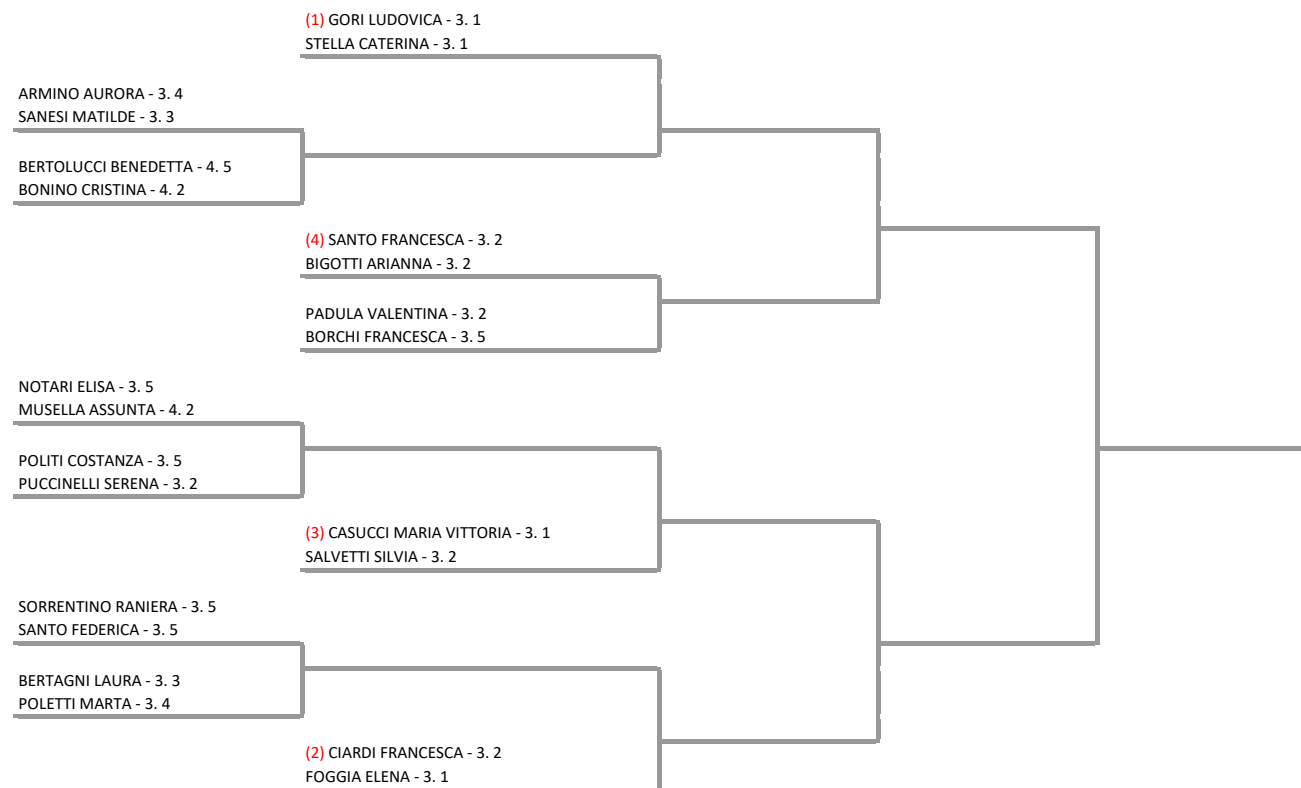 (1) GORI LUDOVICA - 3. 1
STELLA CATERINA - 3. 1
ARMINO AURORA - 3. 4
SANESI MATILDE - 3. 3
BERTOLUCCI BENEDETTA - 4. 5
BONINO CRISTINA - 4. 2
(4) SANTO FRANCESCA - 3. 2
BIGOTTI ARIANNA - 3. 2
PADULA VALENTINA - 3. 2
BORCHI FRANCESCA - 3. 5
NOTARI ELISA - 3. 5
MUSELLA ASSUNTA - 4. 2
POLITI COSTANZA - 3. 5
PUCCINELLI SERENA - 3. 2
(3) CASUCCI MARIA VITTORIA - 3. 1
SALVETTI SILVIA - 3. 2
SORRENTINO RANIERA - 3. 5
SANTO FEDERICA - 3. 5
BERTAGNI LAURA - 3. 3
POLETTI MARTA - 3. 4
(2) CIARDI FRANCESCA - 3. 2
FOGGIA ELENA - 3. 1